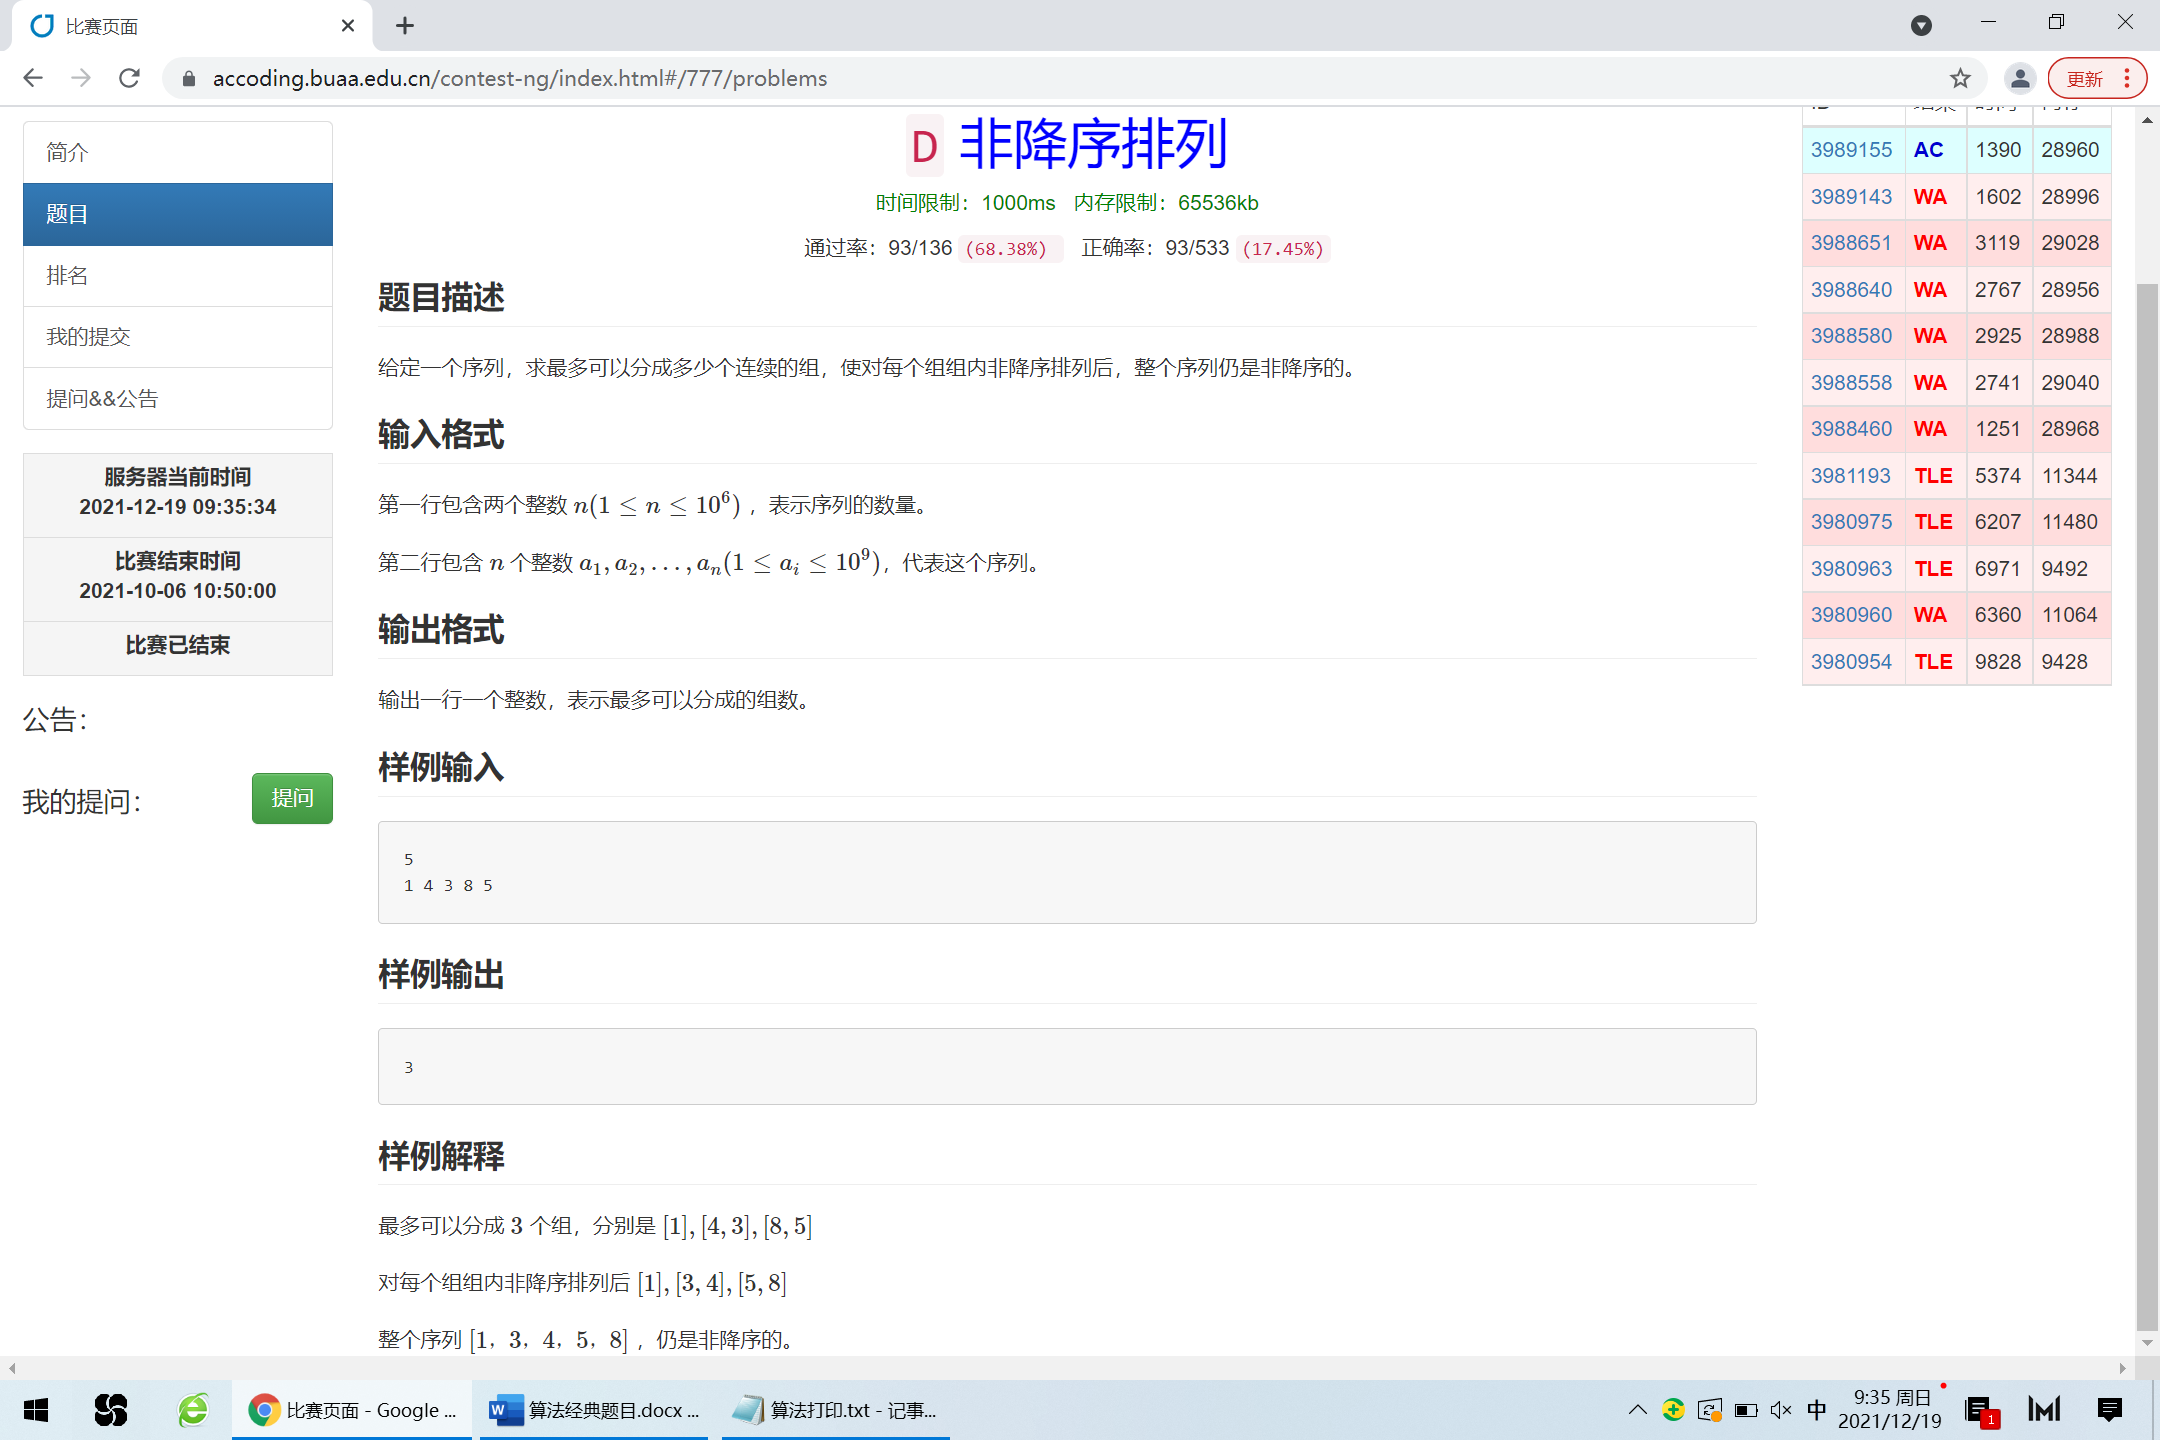 比赛页面
accoding.buaa.edu.cn/contest-ng/index.html#/777/problems
更新
简介
题目
排名
我的提交
提问&&公告
服务器当前时间
2021-12-19 09:35:34
比赛结束时间
2021-10-06 10:50:00
比赛已结束
公告：
我的提问：
提问
D 非降序排列
时间限制：1000ms 内存限制：65536kb
通过率：93/136 (68.38%) 正确率：93/533 (17.45%)
题目描述
给定一个序列，求最多可以分成多少个连续的组，使对每个组组内非降序排列后，整个序列仍是非降序的。
输入格式
第一行包含两个整数 n(1 ≤ n ≤ 10⁶) ，表示序列的数量。
第二行包含 n 个整数 a₁, a₂, . . . , aₙ(1 ≤ aᵢ ≤ 10⁹)，代表这个序列。
输出格式
输出一行一个整数，表示最多可以分成的组数。
样例输入
5
1 4 3 8 5
样例输出
3
样例解释
最多可以分成 3 个组，分别是 [1], [4, 3], [8, 5]
对每个组组内非降序排列后 [1], [3, 4], [5, 8]
整个序列 [1，3，4，5，8] ，仍是非降序的。
3989155 AC 1390 28960
3989143 WA 1602 28996
3988651 WA 3119 29028
3988640 WA 2767 28956
3988580 WA 2925 28988
3988558 WA 2741 29040
3988460 WA 1251 28968
3981193 TLE 5374 11344
3980975 TLE 6207 11480
3980963 TLE 6971 9492
3980960 WA 6360 11064
3980954 TLE 9828 9428
比赛页面 - Google ...
算法经典题目.docx ...
算法打印.txt - 记事...
中
9:35 周日
2021/12/19
1